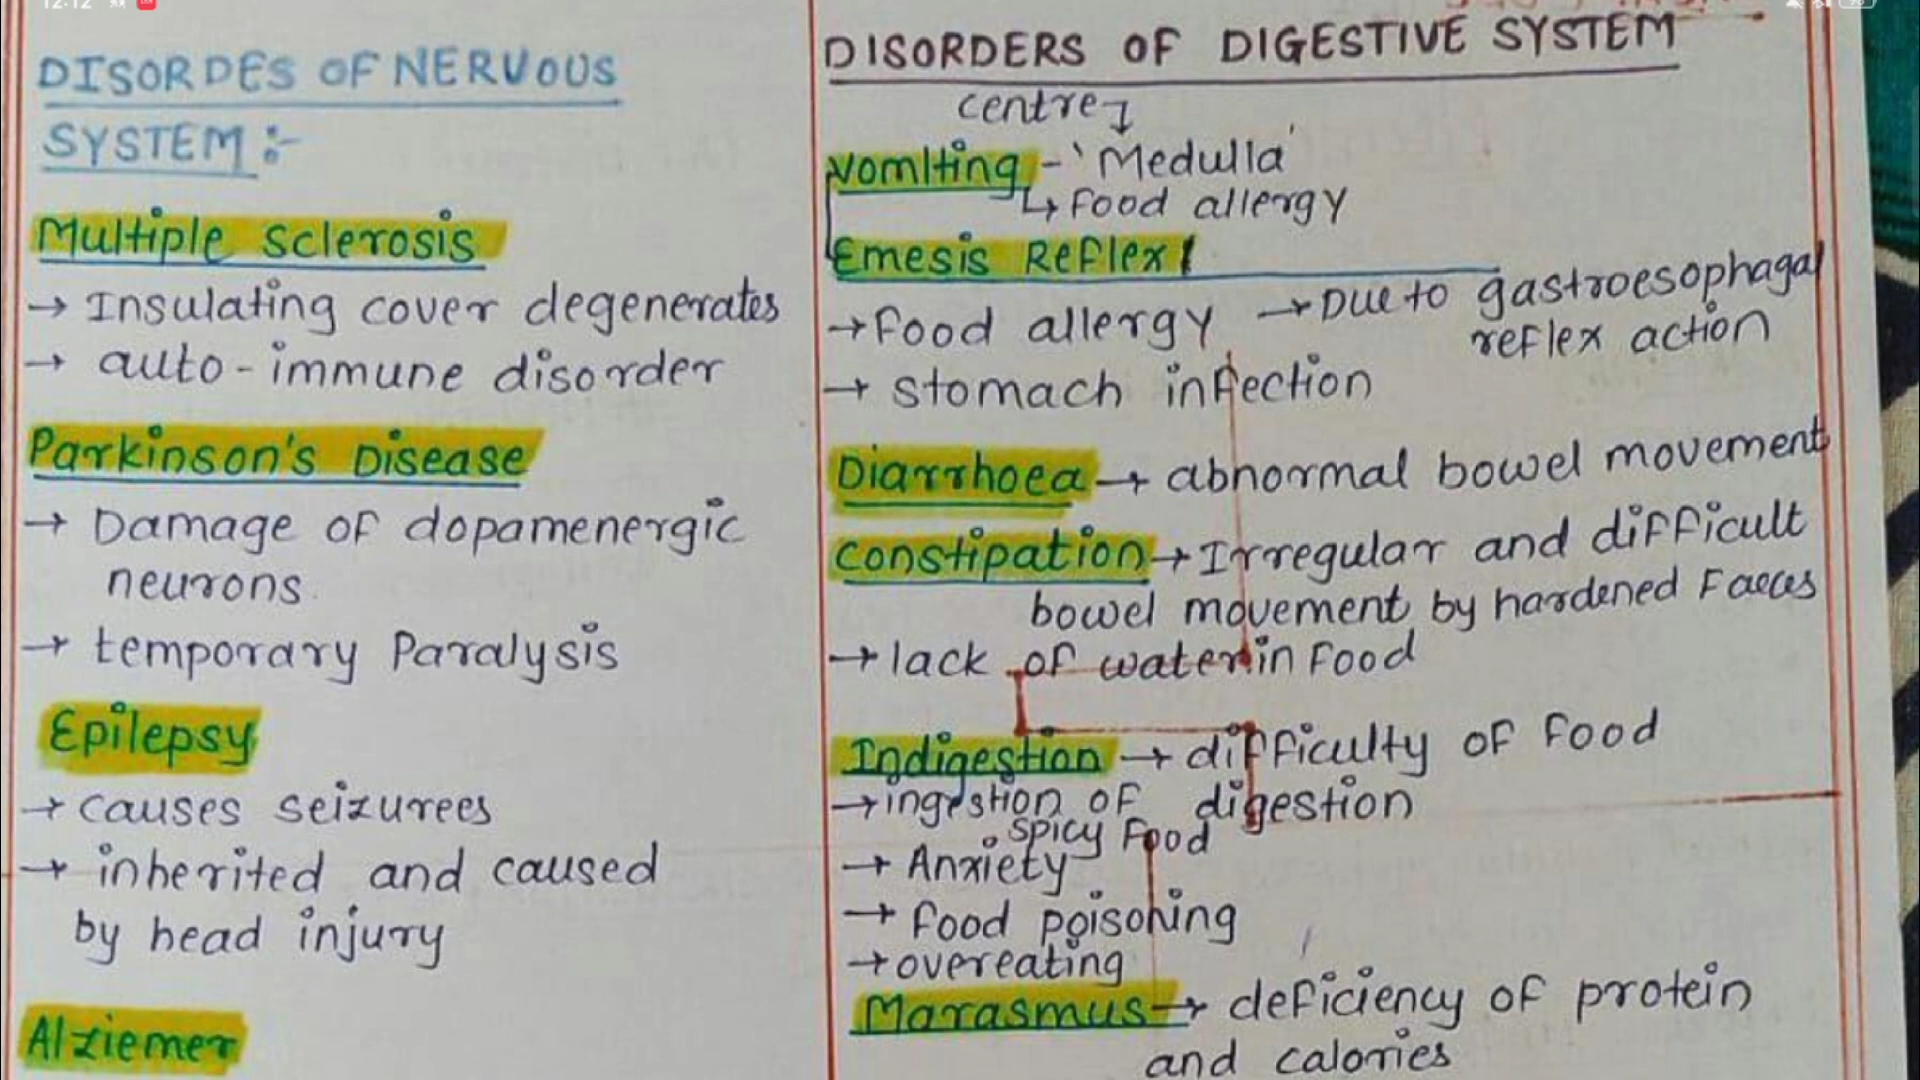 12:12
DISORDES OF NERVOUS
SYSTEM :-
Multiple sclerosis
→ Insulating cover degenerates
→ auto-immune disorder
Parkinson's Disease
→ Damage of dopamenergic
neurons
→ temporary Paralysis
Epilepsy
→ causes seizurees
→ inherited and caused
by head injury
Alziemer
DISORDERS OF DIGESTIVE SYSTEM
centre
Vomiting - 'Medulla'
↳ Food allergy
Emesis Reflex
→ Food allergy → Due to gastroesophagal
reflex action
→ stomach infection
Diarrhoea → abnormal bowel movement
Constipation → Irregular and difficult
bowel movement by hardened Faeces
→ lack of water in Food
Indigestion → difficulty of food
→ ingestion of digestion
spicy Food
→ Anxiety
→ food poisoning
→ overeating
Marasmus → deficiency of protein
and calories